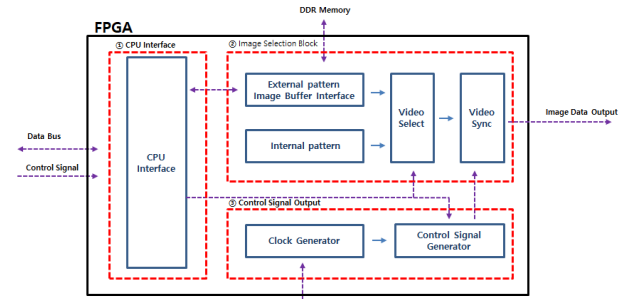 DDR Memory
FPGA
① CPU Interface
② Image Selection Block
External pattern
Image Buffer Interface
Video
Select
Video
Sync
Image Data Output
Internal pattern
Data Bus
Control Signal
CPU
Interface
③ Control Signal Output
Clock Generator
Control Signal
Generator